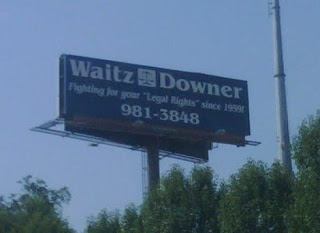 Waitz Downer
Fighting for your "Legal Rights" since 1959!
981-3848